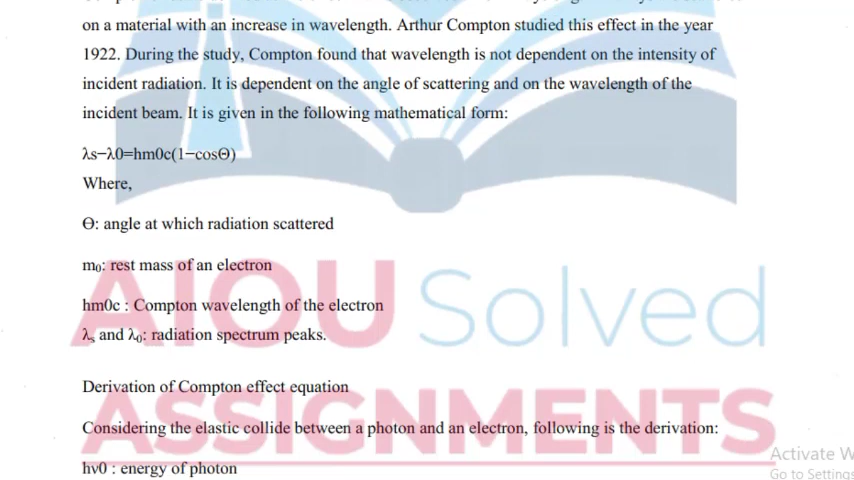 on a material with an increase in wavelength. Arthur Compton studied this effect in the year
1922. During the study, Compton found that wavelength is not dependent on the intensity of
incident radiation. It is dependent on the angle of scattering and on the wavelength of the
incident beam. It is given in the following mathematical form:
λs−λ0=hm0c(1−cosΘ)
Where,
Θ: angle at which radiation scattered
m₀: rest mass of an electron
hm0c : Compton wavelength of the electron
λₛ and λ₀: radiation spectrum peaks.
AIOU Solved
Derivation of Compton effect equation
ASSIGNMENTS
Considering the elastic collide between a photon and an electron, following is the derivation:
hν0 : energy of photon
Activate W
Go to Settings